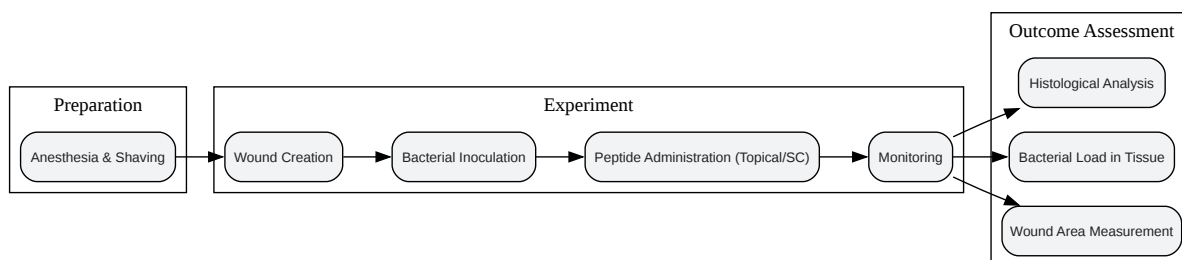 Preparation
Anesthesia & Shaving
Experiment
Wound Creation
Bacterial Inoculation
Peptide Administration (Topical/SC)
Monitoring
Outcome Assessment
Histological Analysis
Bacterial Load in Tissue
Wound Area Measurement